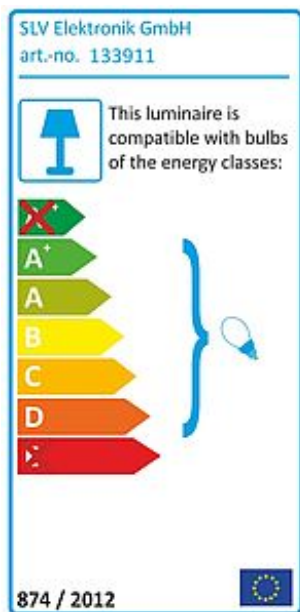 SLV Elektronik GmbH
art.-no. 133911
This luminaire is
compatible with bulbs
of the energy classes:
A+
A
B
C
D
874 / 2012